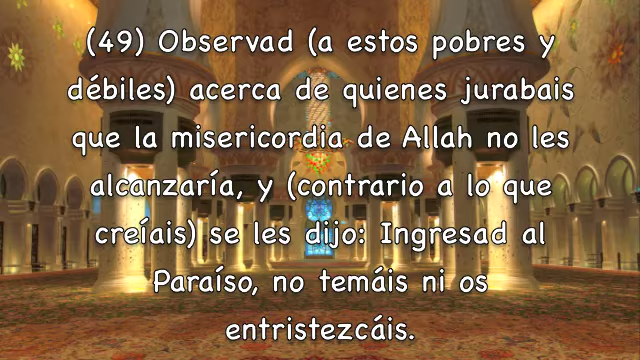 (49) Observad (a estos pobres y
débiles) acerca de quienes jurabais
que la misericordia de Allah no les
alcanzaría, y (contrario a lo que
creíais) se les dijo: Ingresad al
Paraíso, no temáis ni os
entristezcáis.